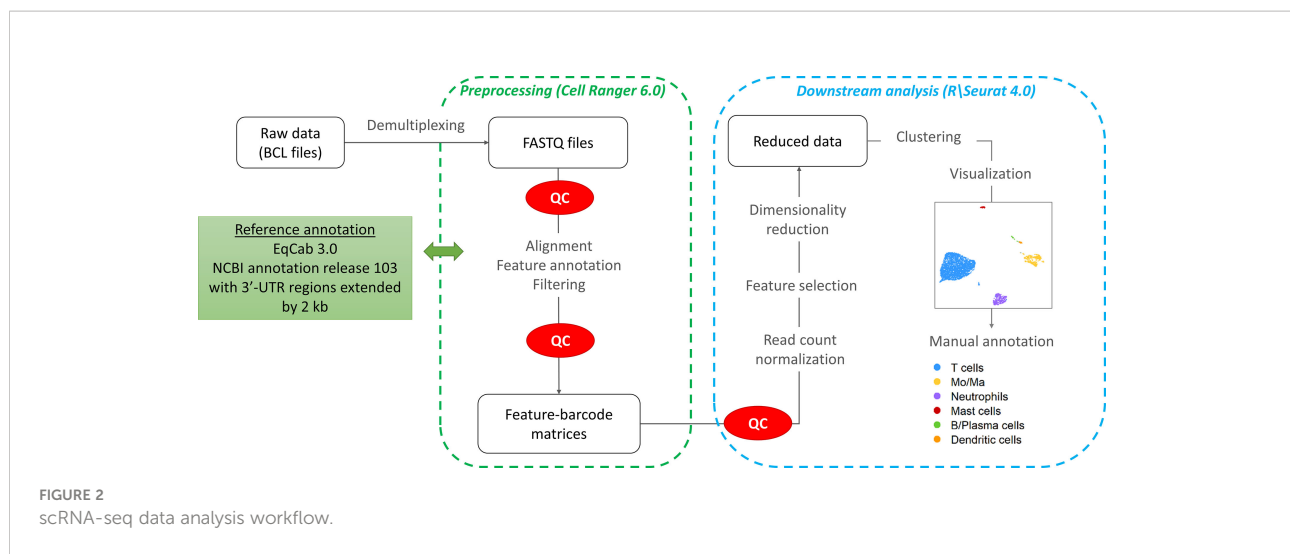 Preprocessing (Cell Ranger 6.0)
Raw data
(BCL files)
Demultiplexing
FASTQ files
QC
Reference annotation
EqCab 3.0
NCBI annotation release 103
with 3’-UTR regions extended
by 2 kb
Alignment
Feature annotation
Filtering
QC
Feature-barcode
matrices
QC
Downstream analysis (R\Seurat 4.0)
Reduced data
Dimensionality
reduction
Feature selection
Read count
normalization
Clustering
Visualization
Manual annotation
T cells
Mo/Ma
Neutrophils
Mast cells
B/Plasma cells
Dendritic cells
FIGURE 2
scRNA-seq data analysis workflow.